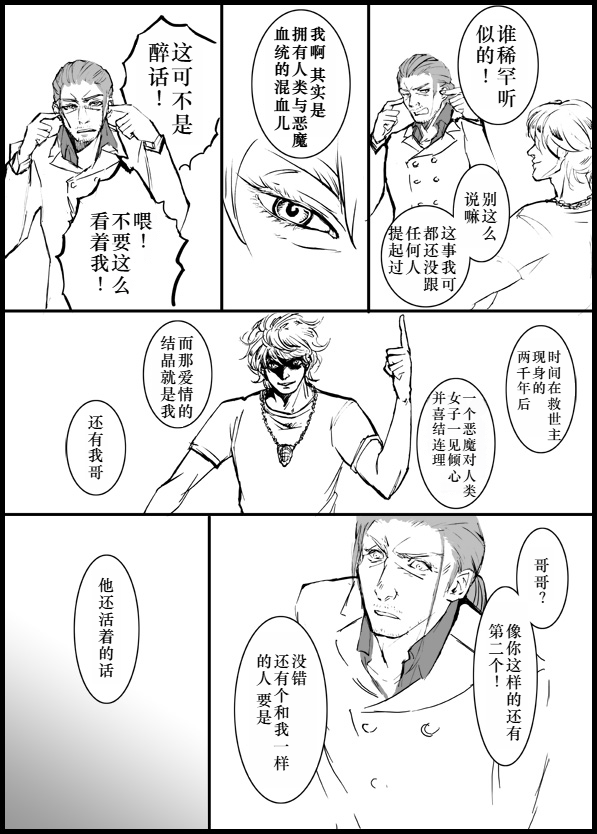 谁稀罕听
似的！
别这么
说嘛
这事我可
都还没跟
任何人
提起过
我啊 其实是
拥有人类与恶魔
血统的混血儿
这可不是
醉话！
喂！
不要这么
看着我！
时间在救世主
现身的
两千年后
一个恶魔对人类
女子一见倾心
并喜结连理
而那爱情的
结晶就是我
还有我哥
哥哥？
像你这样的还有
第二个！
没错
还有个和我一样
的人 要是
他还活着的话